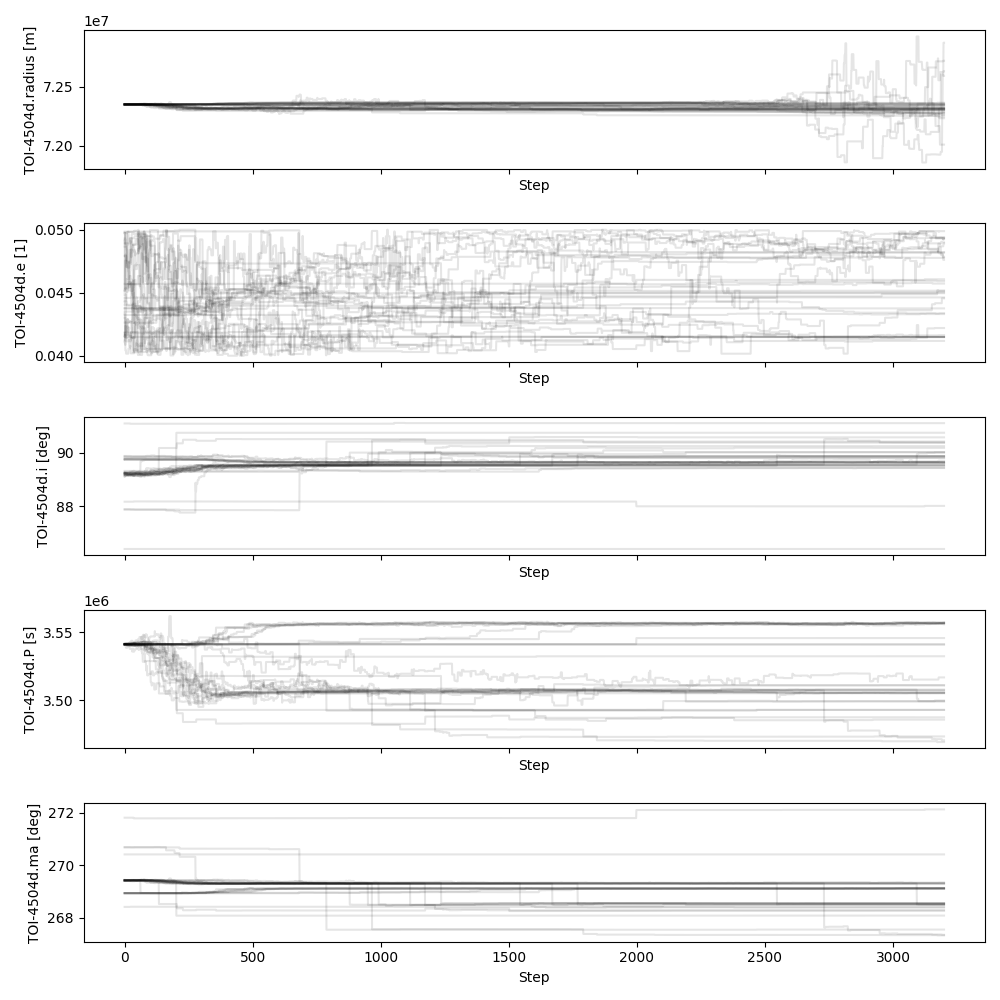 1e7
TOI-4504d.radius [m]
7.25
7.20
Step
TOI-4504d.e [1]
0.050
0.045
0.040
Step
TOI-4504d.i [deg]
90
88
Step
1e6
TOI-4504d.P [s]
3.55
3.50
Step
TOI-4504d.ma [deg]
272
270
268
0 500 1000 1500 2000 2500 3000
Step